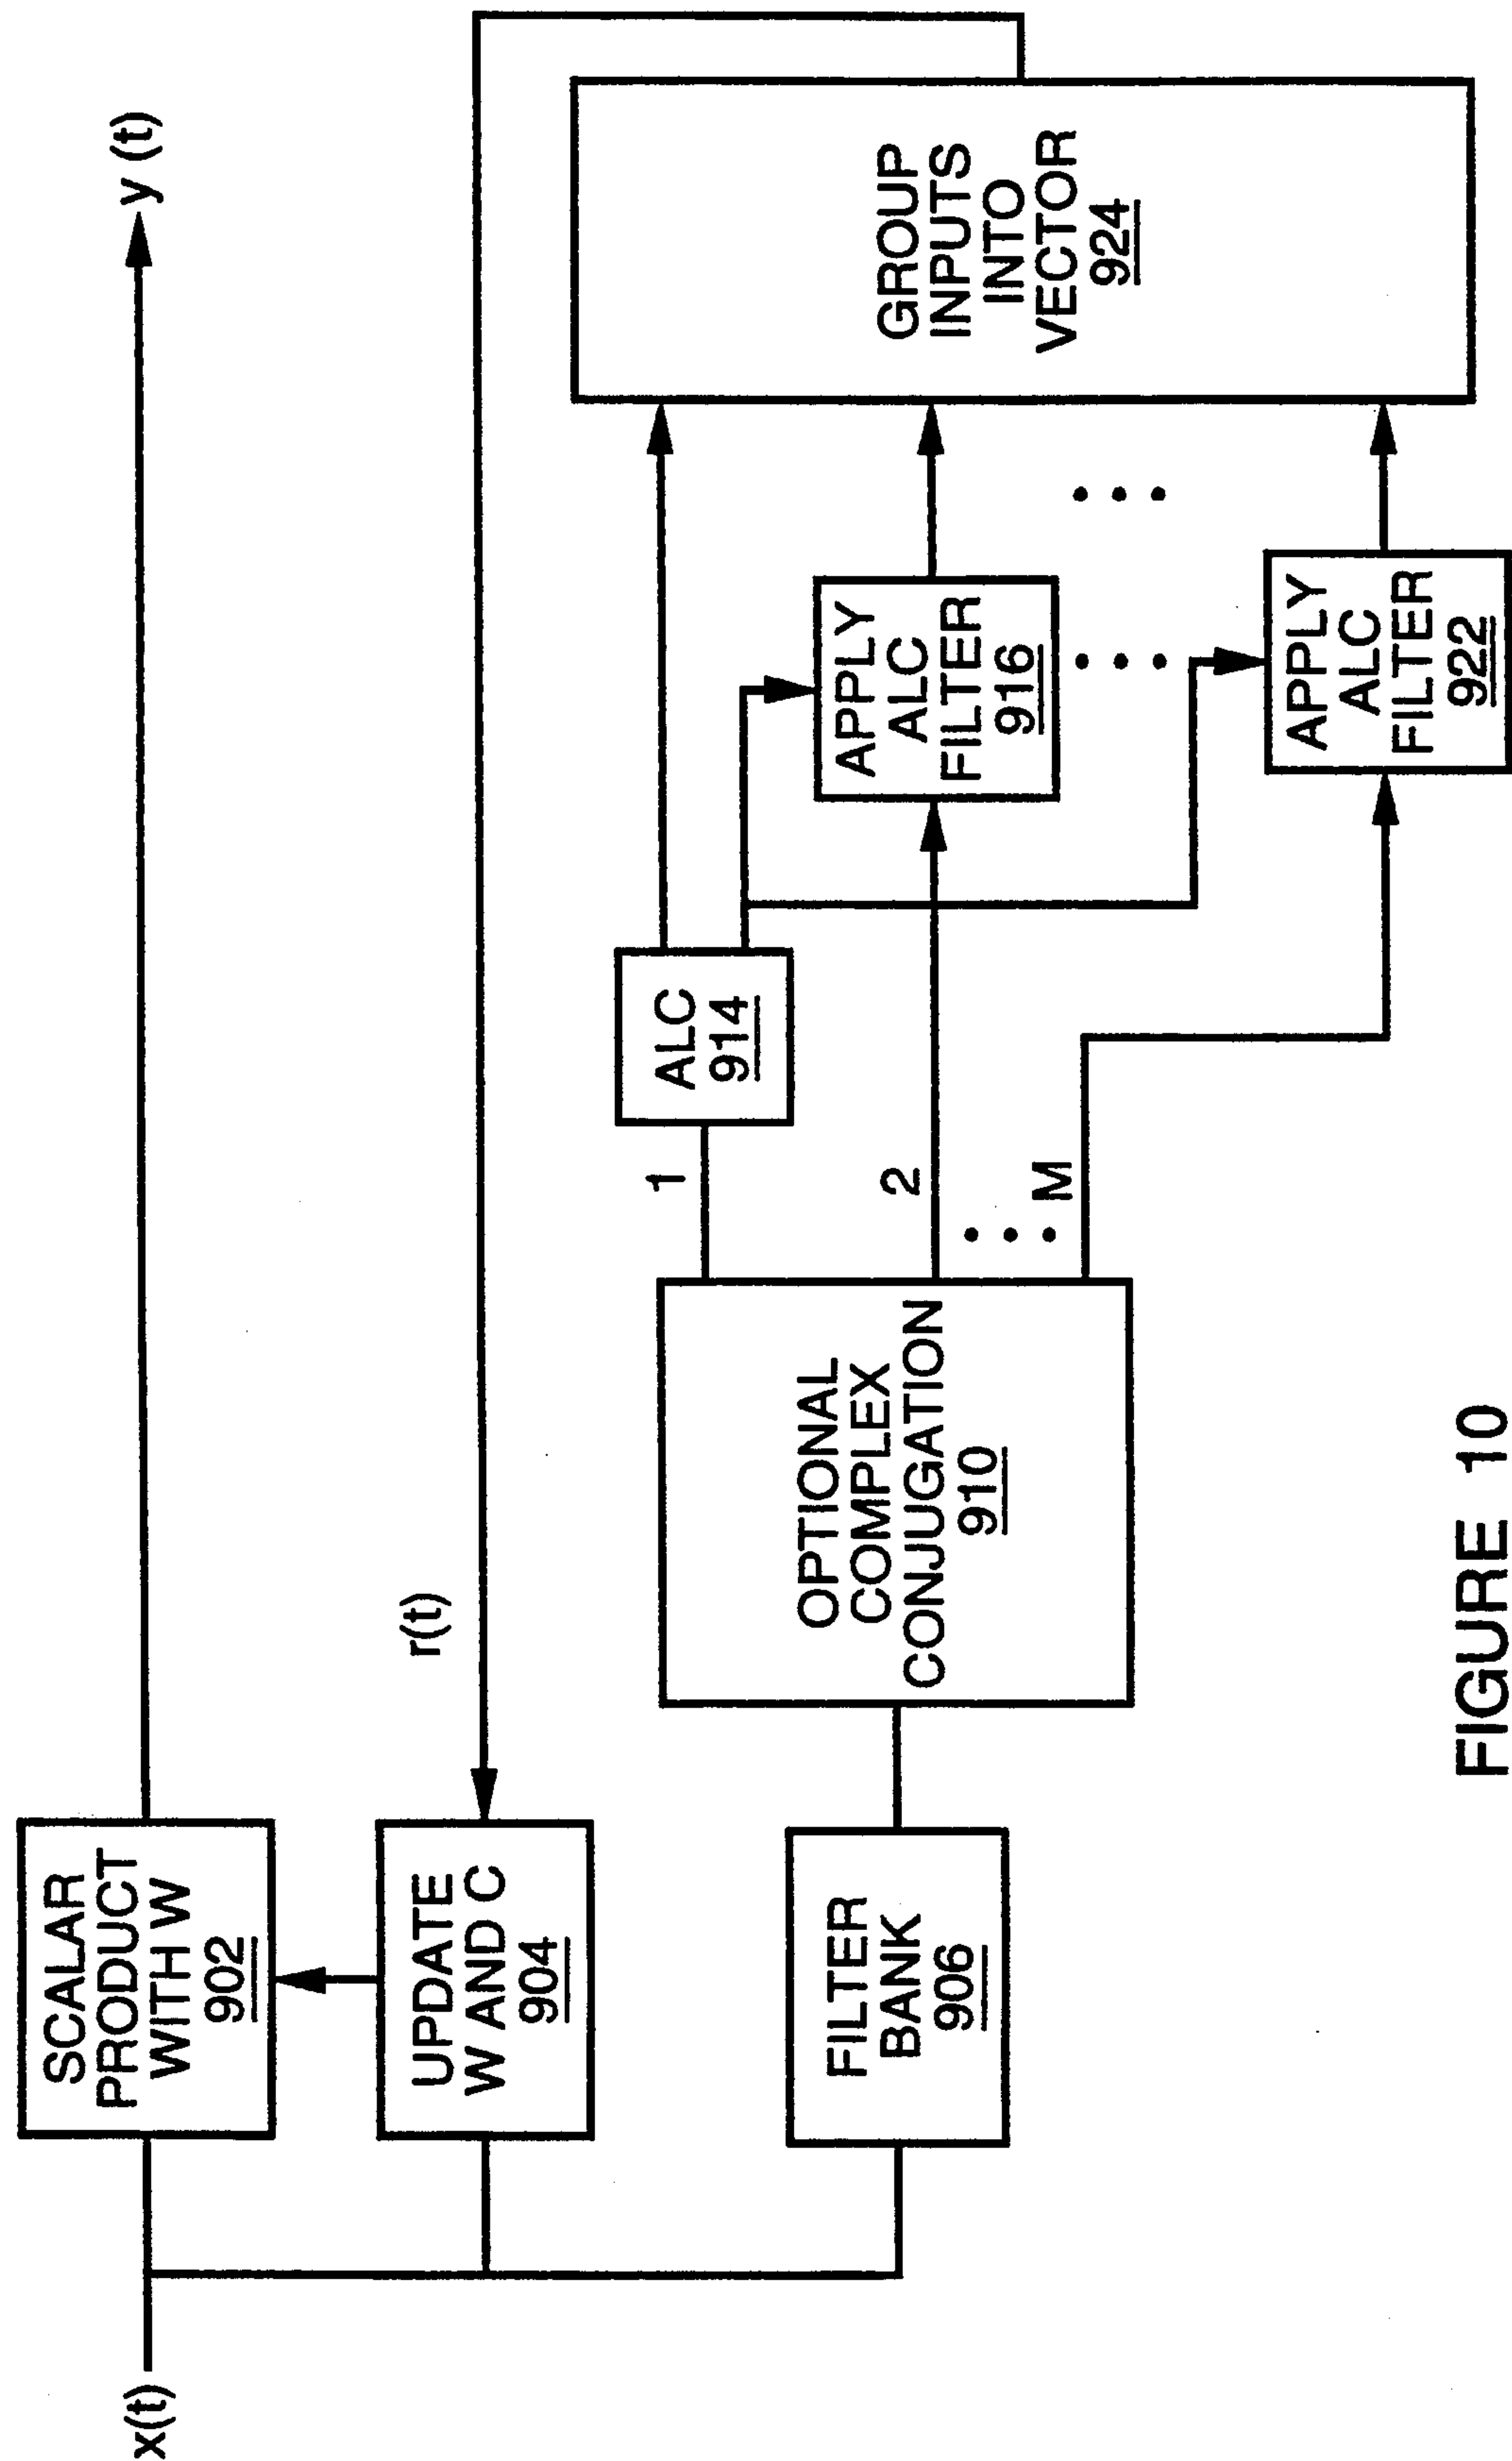 x(t)
SCALAR
PRODUCT
WITH W
902
y (t)
UPDATE
W AND C
904
r(t)
FILTER
BANK
906
OPTIONAL
COMPLEX
CONJUGATION
910
1
2
M
ALC
914
APPLY
ALC
FILTER
916
APPLY
ALC
FILTER
922
GROUP
INPUTS
INTO
VECTOR
924
FIGURE 10